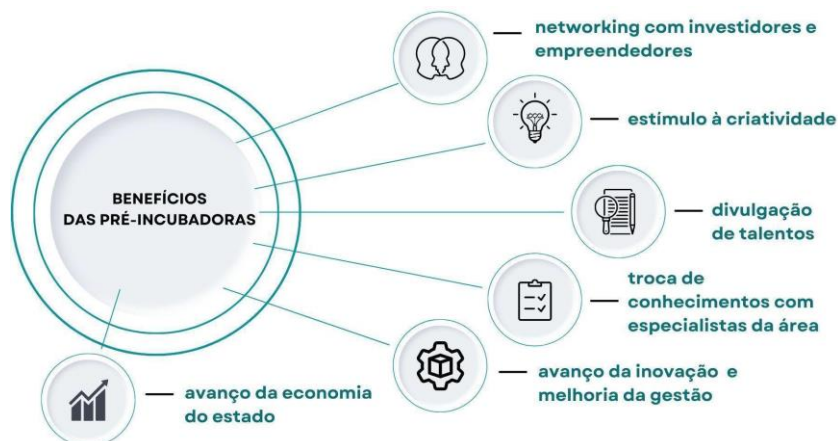 networking com investidores e
empreendedores
estímulo à criatividade
BENEFÍCIOS
DAS PRÉ-INCUBADORAS
divulgação
de talentos
troca de
conhecimentos com
especialistas da área
avanço da inovação e
melhoria da gestão
avanço da economia
do estado